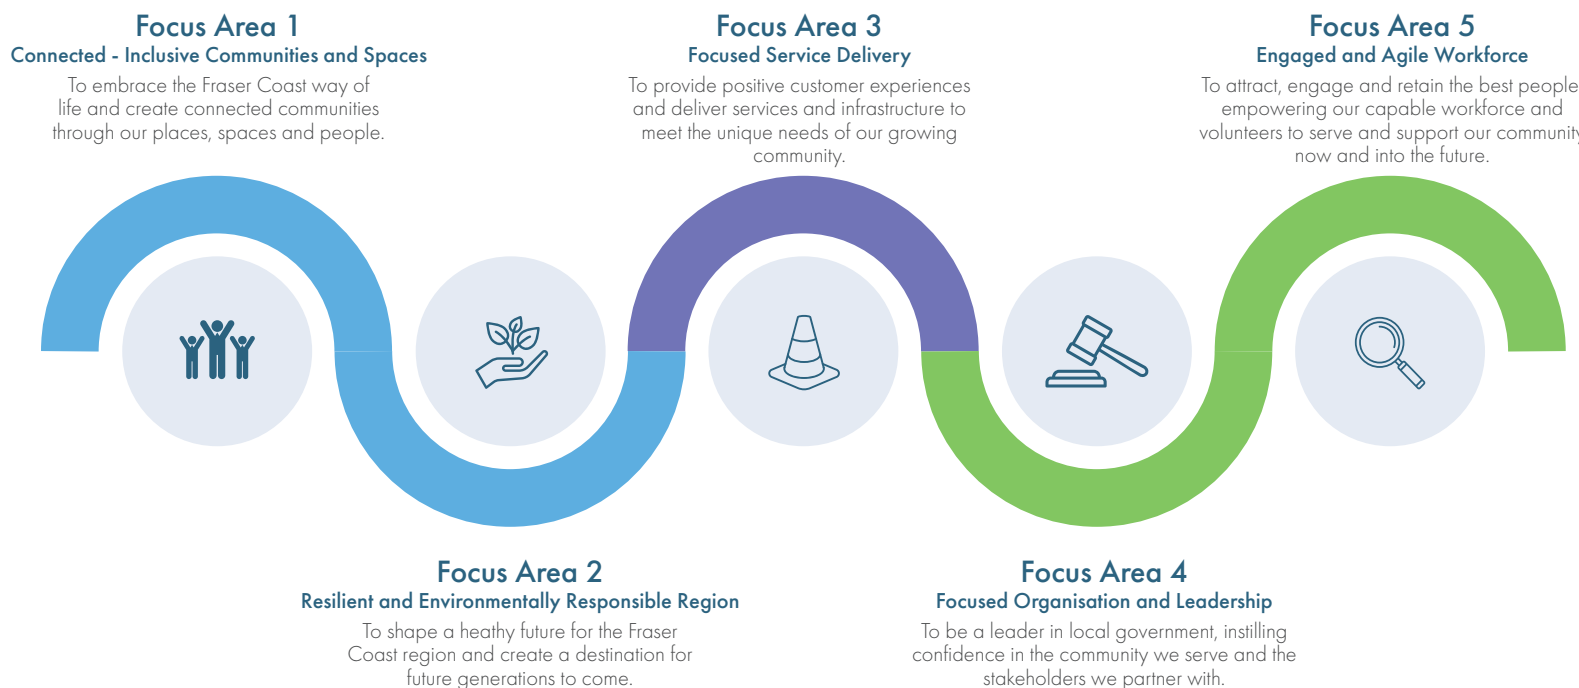 Focus Area 1
Connected - Inclusive Communities and Spaces
To embrace the Fraser Coast way of
life and create connected communities
through our places, spaces and people.
Focus Area 3
Focused Service Delivery
To provide positive customer experiences
and deliver services and infrastructure to
meet the unique needs of our growing
community.
Focus Area 5
Engaged and Agile Workforce
To attract, engage and retain the best people
empowering our capable workforce and
volunteers to serve and support our community
now and into the future.
Focus Area 2
Resilient and Environmentally Responsible Region
To shape a heathy future for the Fraser
Coast region and create a destination for
future generations to come.
Focus Area 4
Focused Organisation and Leadership
To be a leader in local government, instilling
confidence in the community we serve and the
stakeholders we partner with.